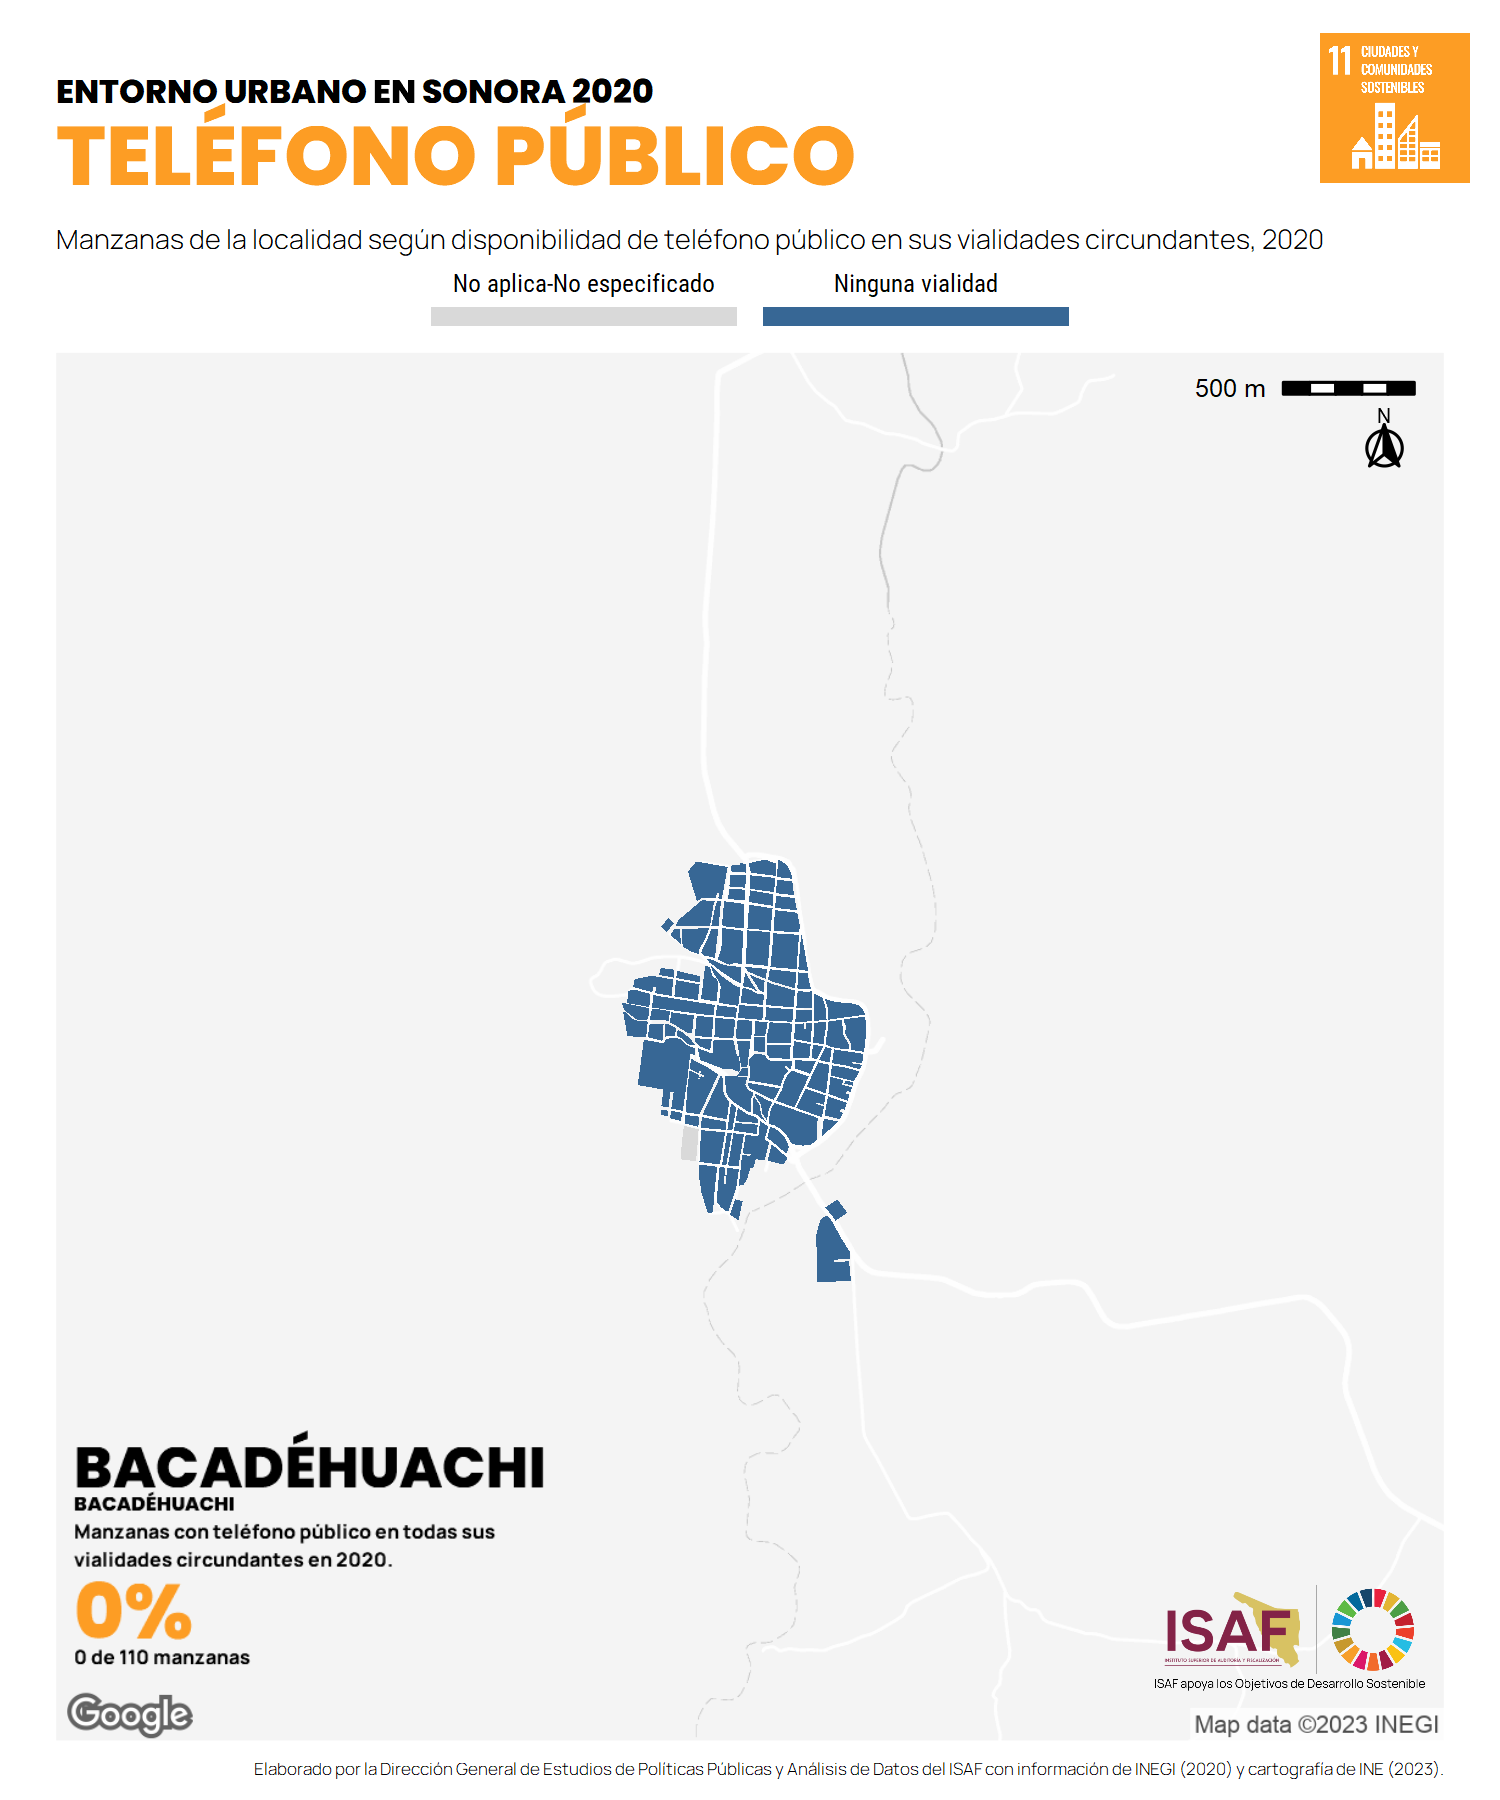 ENTORNO URBANO EN SONORA 2020
TELÉFONO PÚBLICO
11 CIUDADES Y
COMUNIDADES
SOSTENIBLES
Manzanas de la localidad según disponibilidad de teléfono público en sus vialidades circundantes, 2020
No aplica-No especificado
Ninguna vialidad
500 m
N
BACADÉHUACHI
BACADÉHUACHI
Manzanas con teléfono público en todas sus
vialidades circundantes en 2020.
0%
0 de 110 manzanas
ISAF
INSTITUTO SUPERIOR DE AUDITORÍA Y FISCALIZACIÓN
ISAF apoya los Objetivos de Desarrollo Sostenible
Google
Map data ©2023 INEGI
Elaborado por la Dirección General de Estudios de Políticas Públicas y Análisis de Datos del ISAF con información de INEGI (2020) y cartografía de INE (2023).